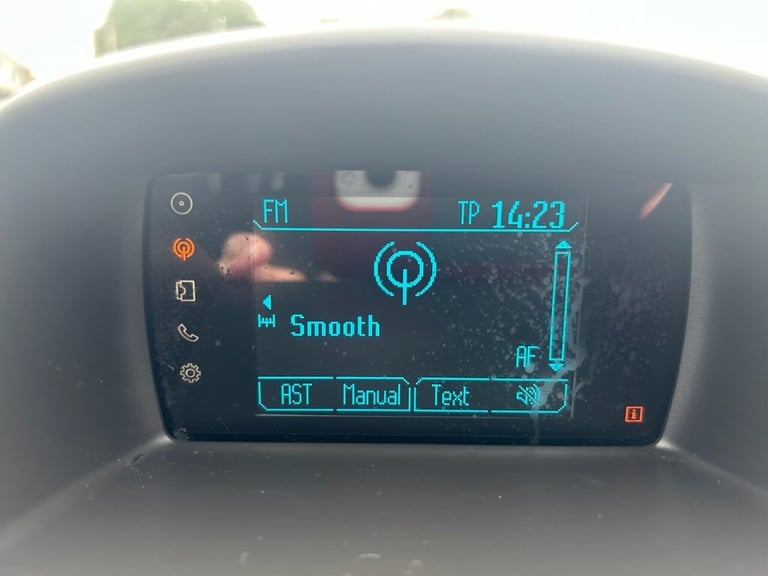 FM TP 14:23
Smooth
AF
AST Manual Text
i